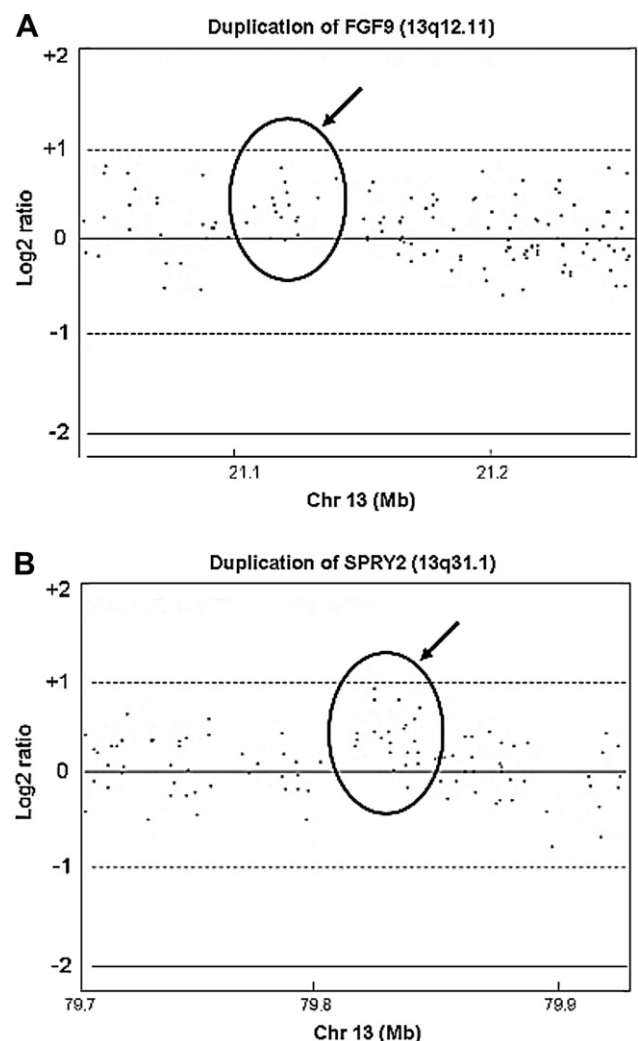 A
Duplication of FGF9 (13q12.11)
+2
+1
0
-1
-2
Log2 ratio
21.1 21.2
Chr 13 (Mb)
B
Duplication of SPRY2 (13q31.1)
+2
+1
0
-1
-2
Log2 ratio
79.7 79.8 79.9
Chr 13 (Mb)